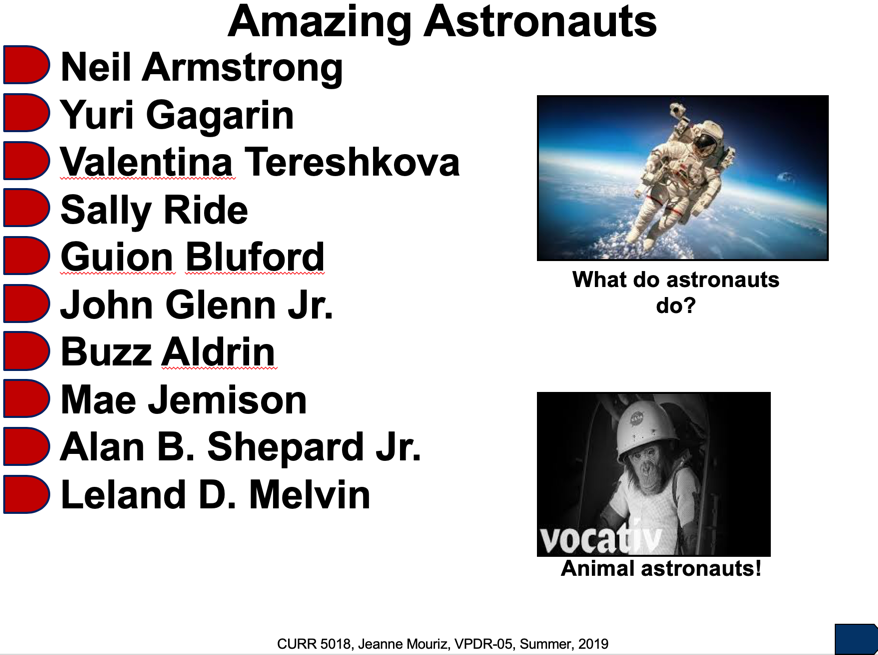 Amazing Astronauts
Neil Armstrong
Yuri Gagarin
Valentina Tereshkova
Sally Ride
Guion Bluford
John Glenn Jr.
Buzz Aldrin
Mae Jemison
Alan B. Shepard Jr.
Leland D. Melvin
What do astronauts
do?
NASA
vocativ
Animal astronauts!
CURR 5018, Jeanne Mouriz, VPDR-05, Summer, 2019